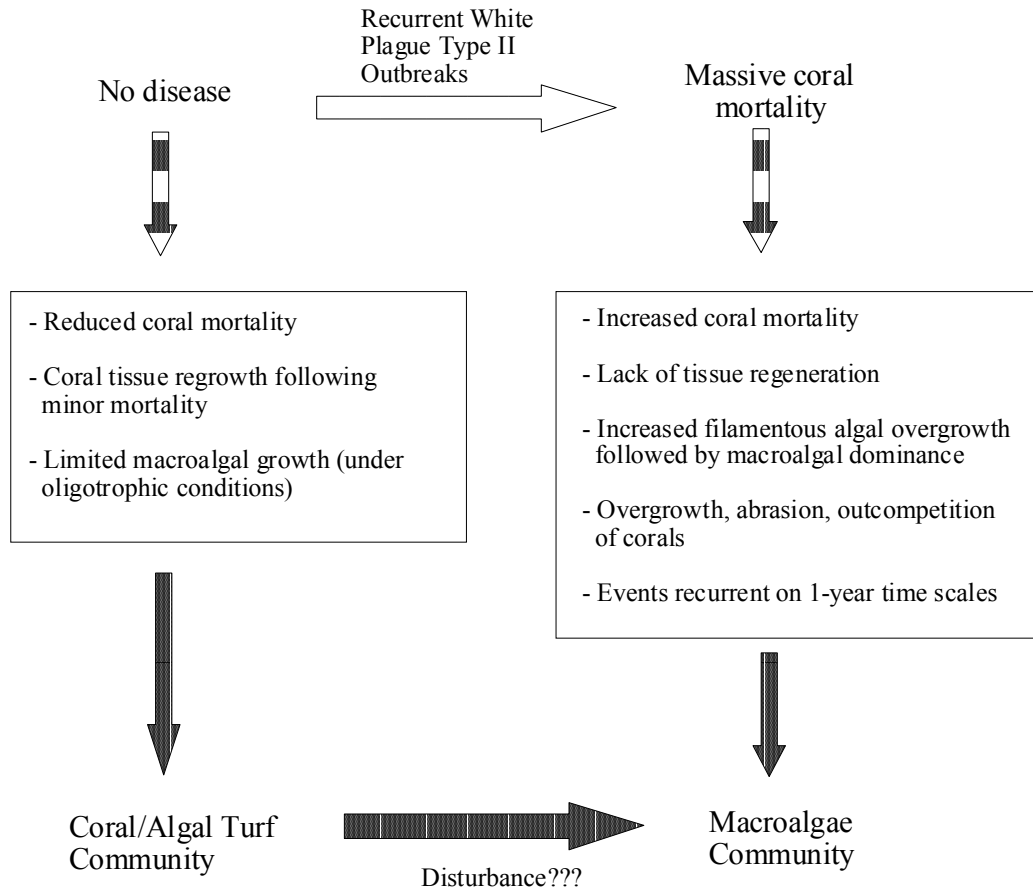 Recurrent White
Plague Type II
Outbreaks
No disease
Massive coral
mortality
- Reduced coral mortality
- Coral tissue regrowth following
minor mortality
- Limited macroalgal growth (under
oligotrophic conditions)
- Increased coral mortality
- Lack of tissue regeneration
- Increased filamentous algal overgrowth
followed by macroalgal dominance
- Overgrowth, abrasion, outcompetition
of corals
- Events recurrent on 1-year time scales
Coral/Algal Turf
Community
Disturbance???
Macroalgae
Community